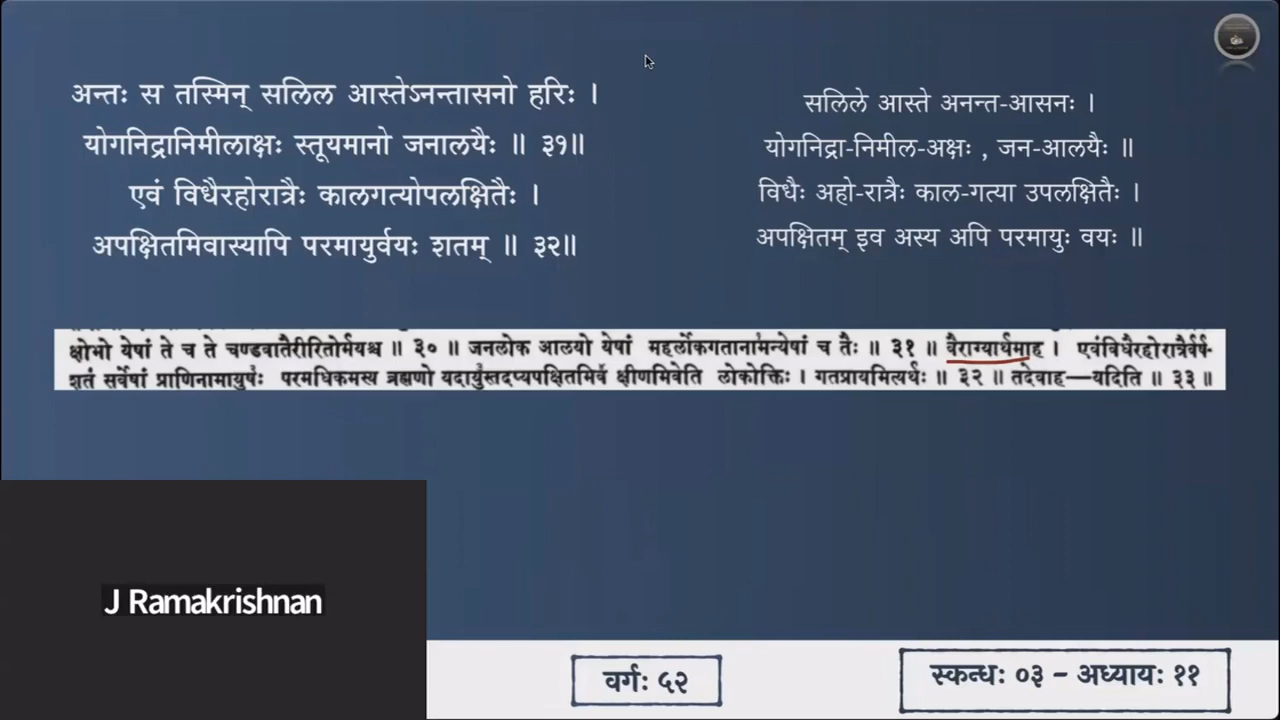 अन्तः स तस्मिन् सलिल आस्तेऽनन्तासनो हरिः ।
योगनिद्रानिमीलाक्षः स्तूयमानो जनालयैः ॥ ३१॥
एवं विधैरहोरात्रैः कालगत्योपलक्षितैः ।
अपक्षितमिवास्यापि परमायुर्वयः शतम् ॥ ३२॥
सलिले आस्ते अनन्त-आसनः ।
योगनिद्रा-निमील-अक्षः , जन-आलयैः ॥
विधैः अहो-रात्रैः काल-गत्या उपलक्षितैः ।
अपक्षितम् इव अस्य अपि परमायुः वयः ॥
क्षोभो येषां ते च ते चण्डवातैरीरितोर्मयश्च ॥ ३० ॥ जनलोक आलयो येषां महर्लोकगतानामन्येषां च तैः ॥ ३१ ॥ वैराग्यार्थमाह । एवंविधैरहोरात्रैर्वर्ष-
शतं सर्वेषां प्राणिनामायुषः परमधिकमस्य ब्रह्मणो यदायुस्तदप्यपक्षितमिव क्षीणमिवेति लोकोक्तिः । गतप्रायमित्यर्थः ॥ ३२ ॥ तदेवाह—यदिति ॥ ३३ ॥
J Ramakrishnan
वर्गः ५२
स्कन्धः ०३ - अध्यायः ११